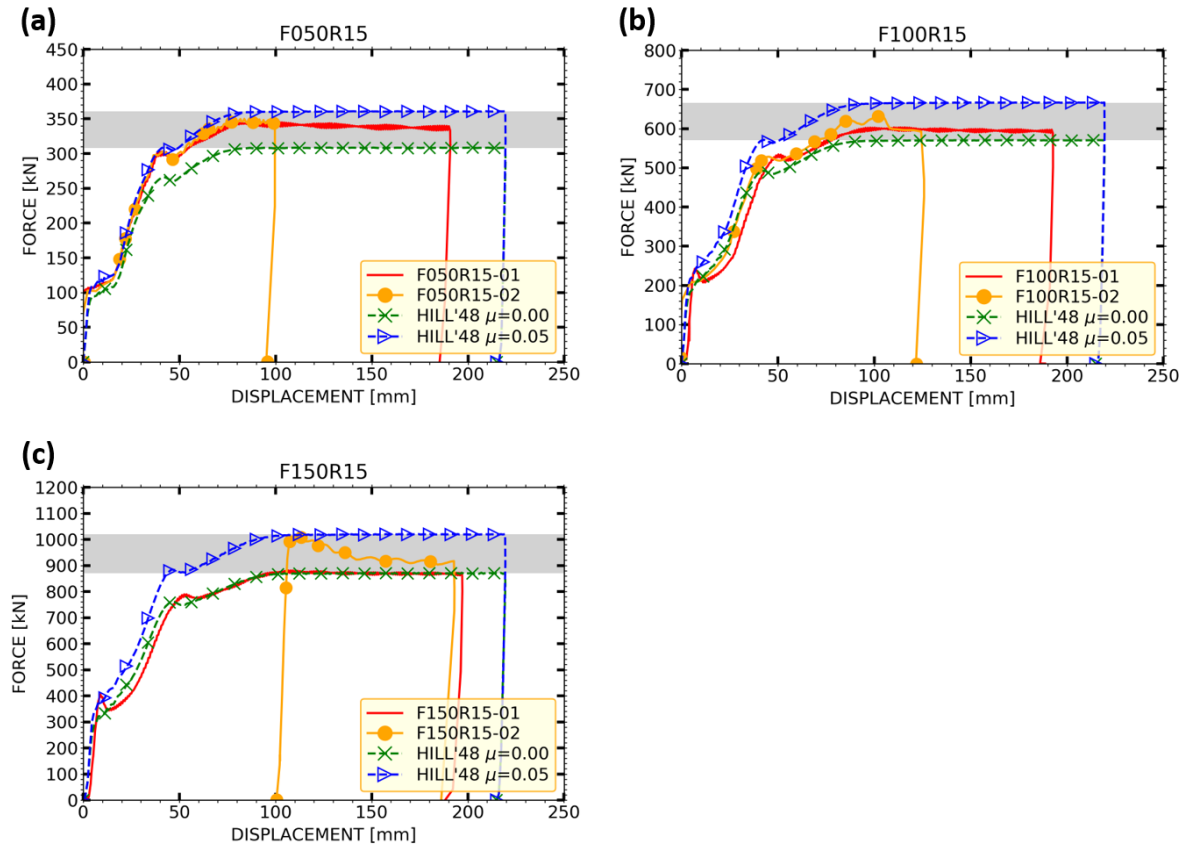 (a)
F050R15
450
400
350
300
250
200
150
100
50
0
FORCE [kN]
F050R15-01
F050R15-02
HILL'48 μ=0.00
HILL'48 μ=0.05
0 50 100 150 200 250
DISPLACEMENT [mm]
(b)
F100R15
800
700
600
500
400
300
200
100
0
FORCE [kN]
F100R15-01
F100R15-02
HILL'48 μ=0.00
HILL'48 μ=0.05
0 50 100 150 200 250
DISPLACEMENT [mm]
(c)
F150R15
1200
1100
1000
900
800
700
600
500
400
300
200
100
0
FORCE [kN]
F150R15-01
F150R15-02
HILL'48 μ=0.00
HILL'48 μ=0.05
0 50 100 150 200 250
DISPLACEMENT [mm]